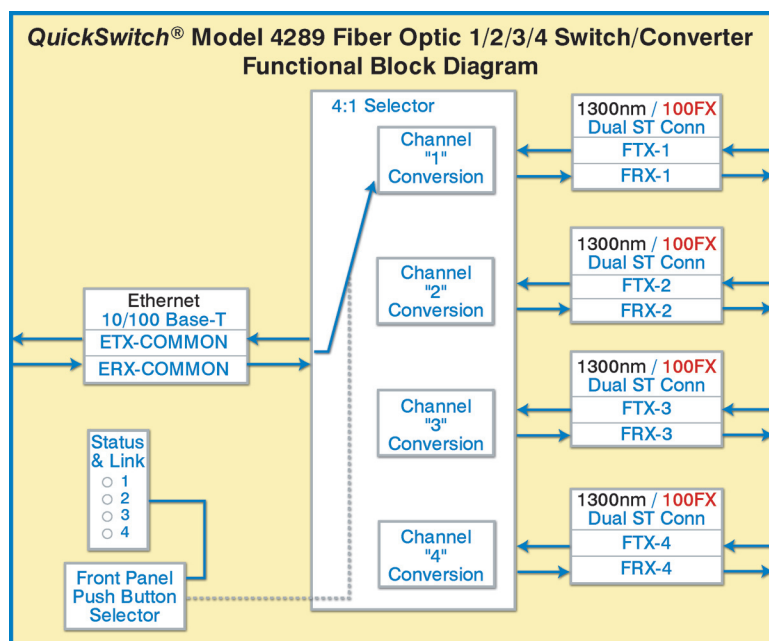 QuickSwitch® Model 4289 Fiber Optic 1/2/3/4 Switch/Converter
Functional Block Diagram
4:1 Selector
Channel
"1"
Conversion
1300nm / 100FX
Dual ST Conn
FTX-1
FRX-1
Channel
"2"
Conversion
1300nm / 100FX
Dual ST Conn
FTX-2
FRX-2
Ethernet
10/100 Base-T
ETX-COMMON
ERX-COMMON
Channel
"3"
Conversion
1300nm / 100FX
Dual ST Conn
FTX-3
FRX-3
Status
& Link
1
2
3
4
Channel
"4"
Conversion
1300nm / 100FX
Dual ST Conn
FTX-4
FRX-4
Front Panel
Push Button
Selector